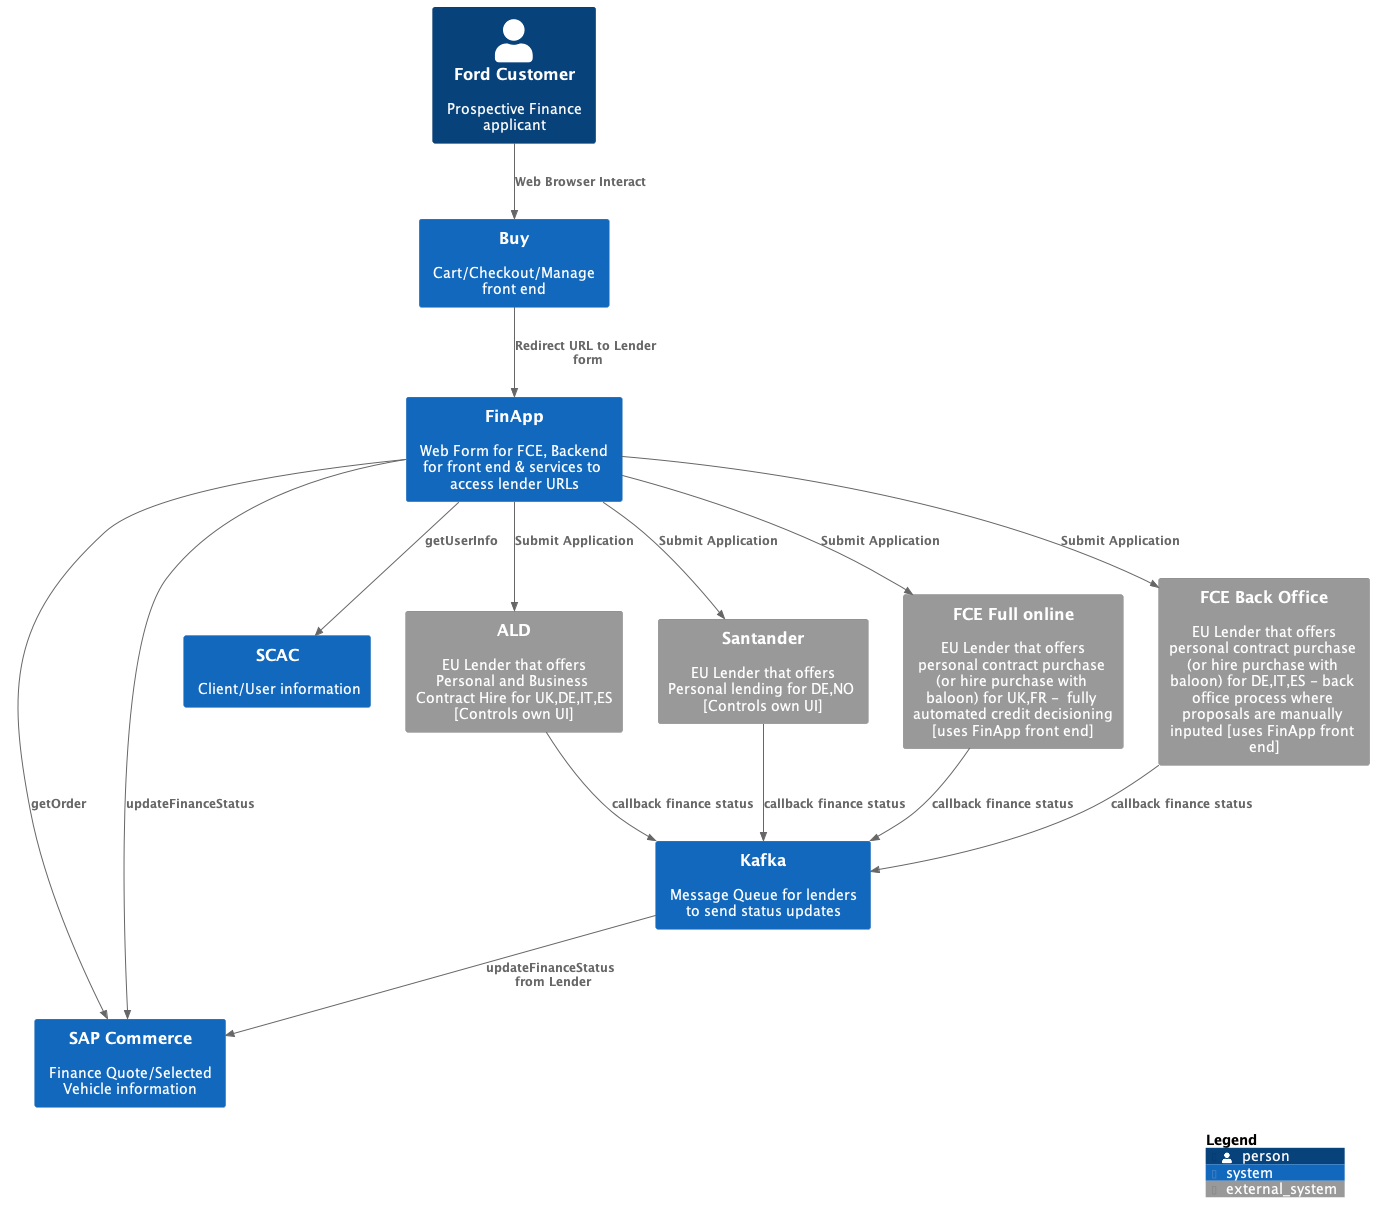 Ford Customer
Prospective Finance
applicant
Web Browser Interact
Buy
Cart/Checkout/Manage
front end
Redirect URL to Lender
form
FinApp
Web Form for FCE, Backend
for front end & services to
access lender URLs
getUserInfo
Submit Application
Submit Application
Submit Application
Submit Application
SCAC
Client/User information
ALD
EU Lender that offers
Personal and Business
Contract Hire for UK,DE,IT,ES
[Controls own UI]
Santander
EU Lender that offers
Personal lending for DE,NO
[Controls own UI]
FCE Full online
EU Lender that offers
personal contract purchase
(or hire purchase with
baloon) for UK,FR - fully
automated credit decisioning
[uses FinApp front end]
FCE Back Office
EU Lender that offers
personal contract purchase
(or hire purchase with
baloon) for DE,IT,ES - back
office process where
proposals are manually
inputed [uses FinApp front
end]
getOrder
updateFinanceStatus
callback finance status
callback finance status
callback finance status
callback finance status
Kafka
Message Queue for lenders
to send status updates
updateFinanceStatus
from Lender
SAP Commerce
Finance Quote/Selected
Vehicle information
Legend
person
system
external_system